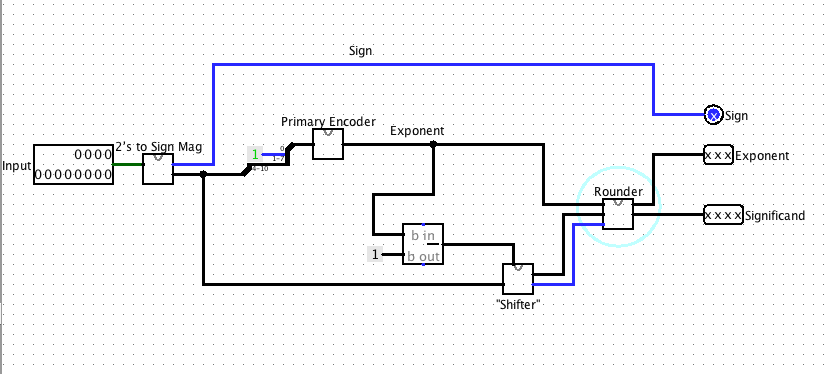 Sign
Primary Encoder
Exponent
2's to Sign Mag
Input
0000
00000000
1
0
1-7
4-10
x
Sign
xxx
Exponent
Rounder
xxxx
Significand
b in
1
b out
"Shifter"